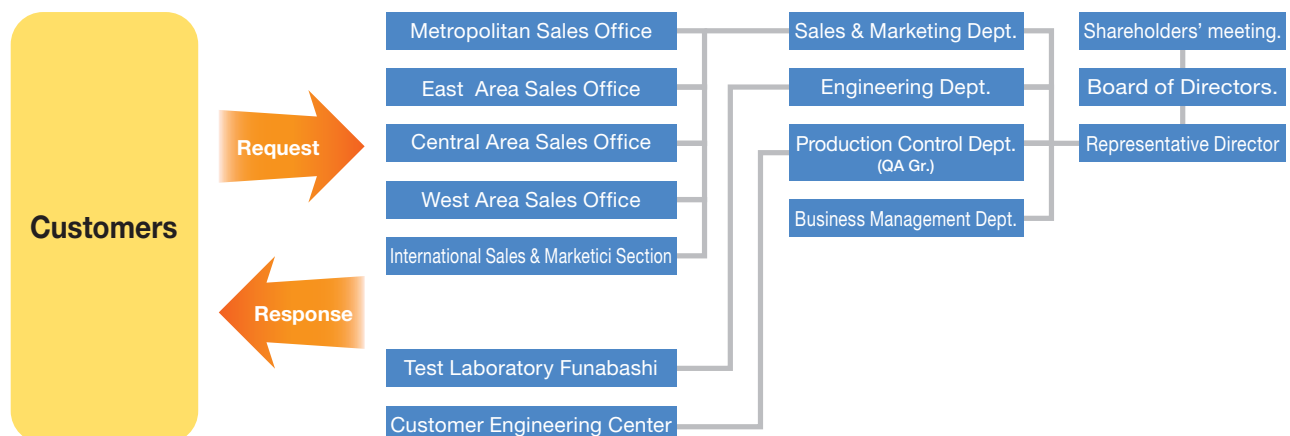 Customers
Request
Response
Metropolitan Sales Office
East Area Sales Office
Central Area Sales Office
West Area Sales Office
International Sales & Marketici Section
Test Laboratory Funabashi
Customer Engineering Center
Sales & Marketing Dept.
Engineering Dept.
Production Control Dept.
(QA Gr.)
Business Management Dept.
Shareholders' meeting.
Board of Directors.
Representative Director